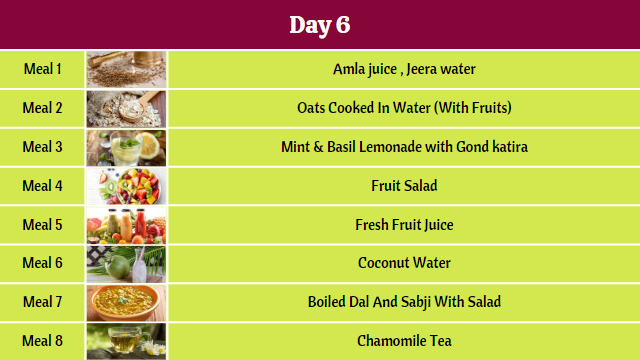 Day 6
Meal 1 Amla juice , Jeera water
Meal 2 Oats Cooked In Water (With Fruits)
Meal 3 Mint & Basil Lemonade with Gond katira
Meal 4 Fruit Salad
Meal 5 Fresh Fruit Juice
Meal 6 Coconut Water
Meal 7 Boiled Dal And Sabji With Salad
Meal 8 Chamomile Tea